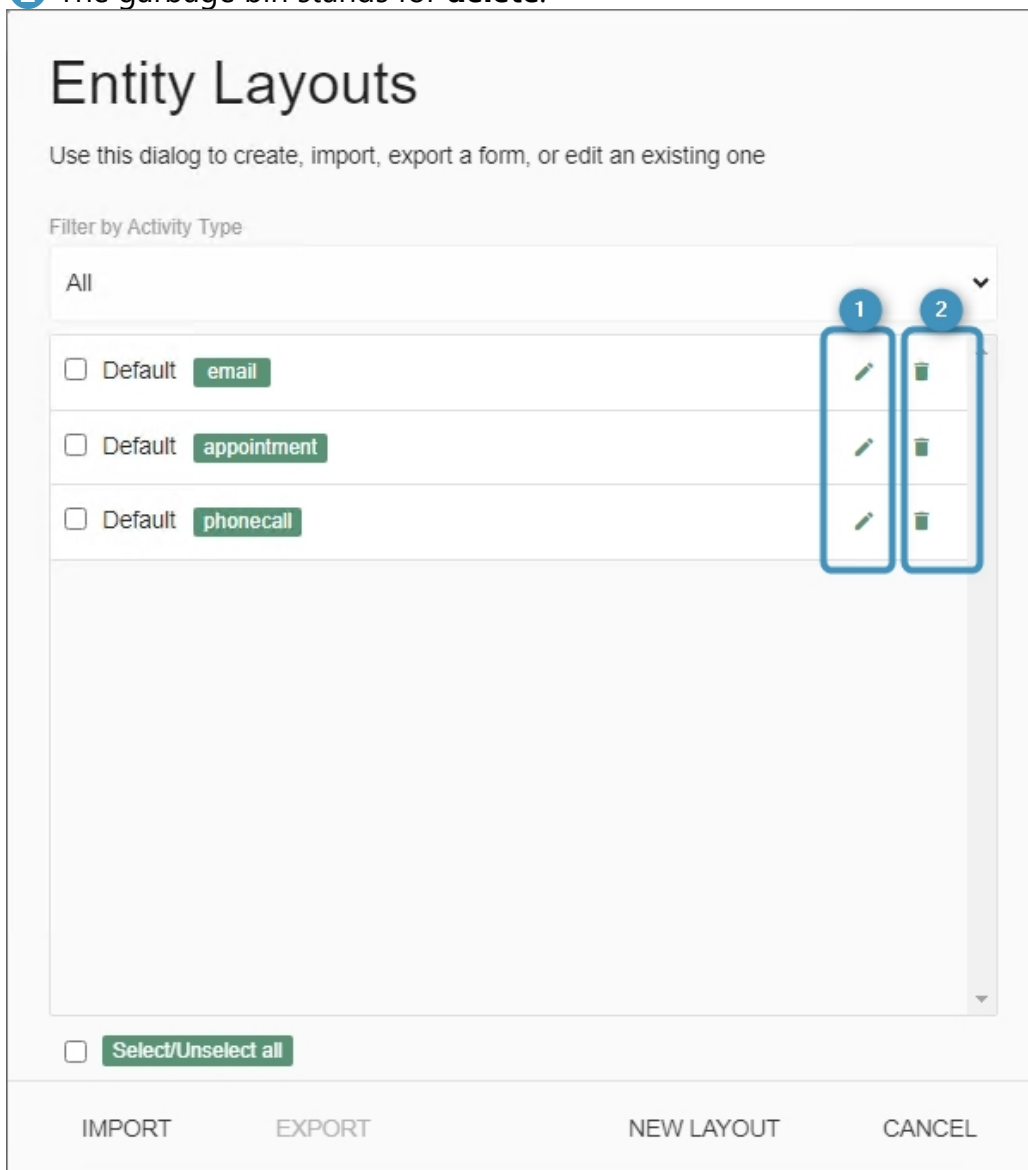 2 The garbage bin stands for delete.
Entity Layouts
Use this dialog to create, import, export a form, or edit an existing one
Filter by Activity Type
All
1 2
Default email
Default appointment
Default phonecall
Select/Unselect all
IMPORT EXPORT NEW LAYOUT CANCEL